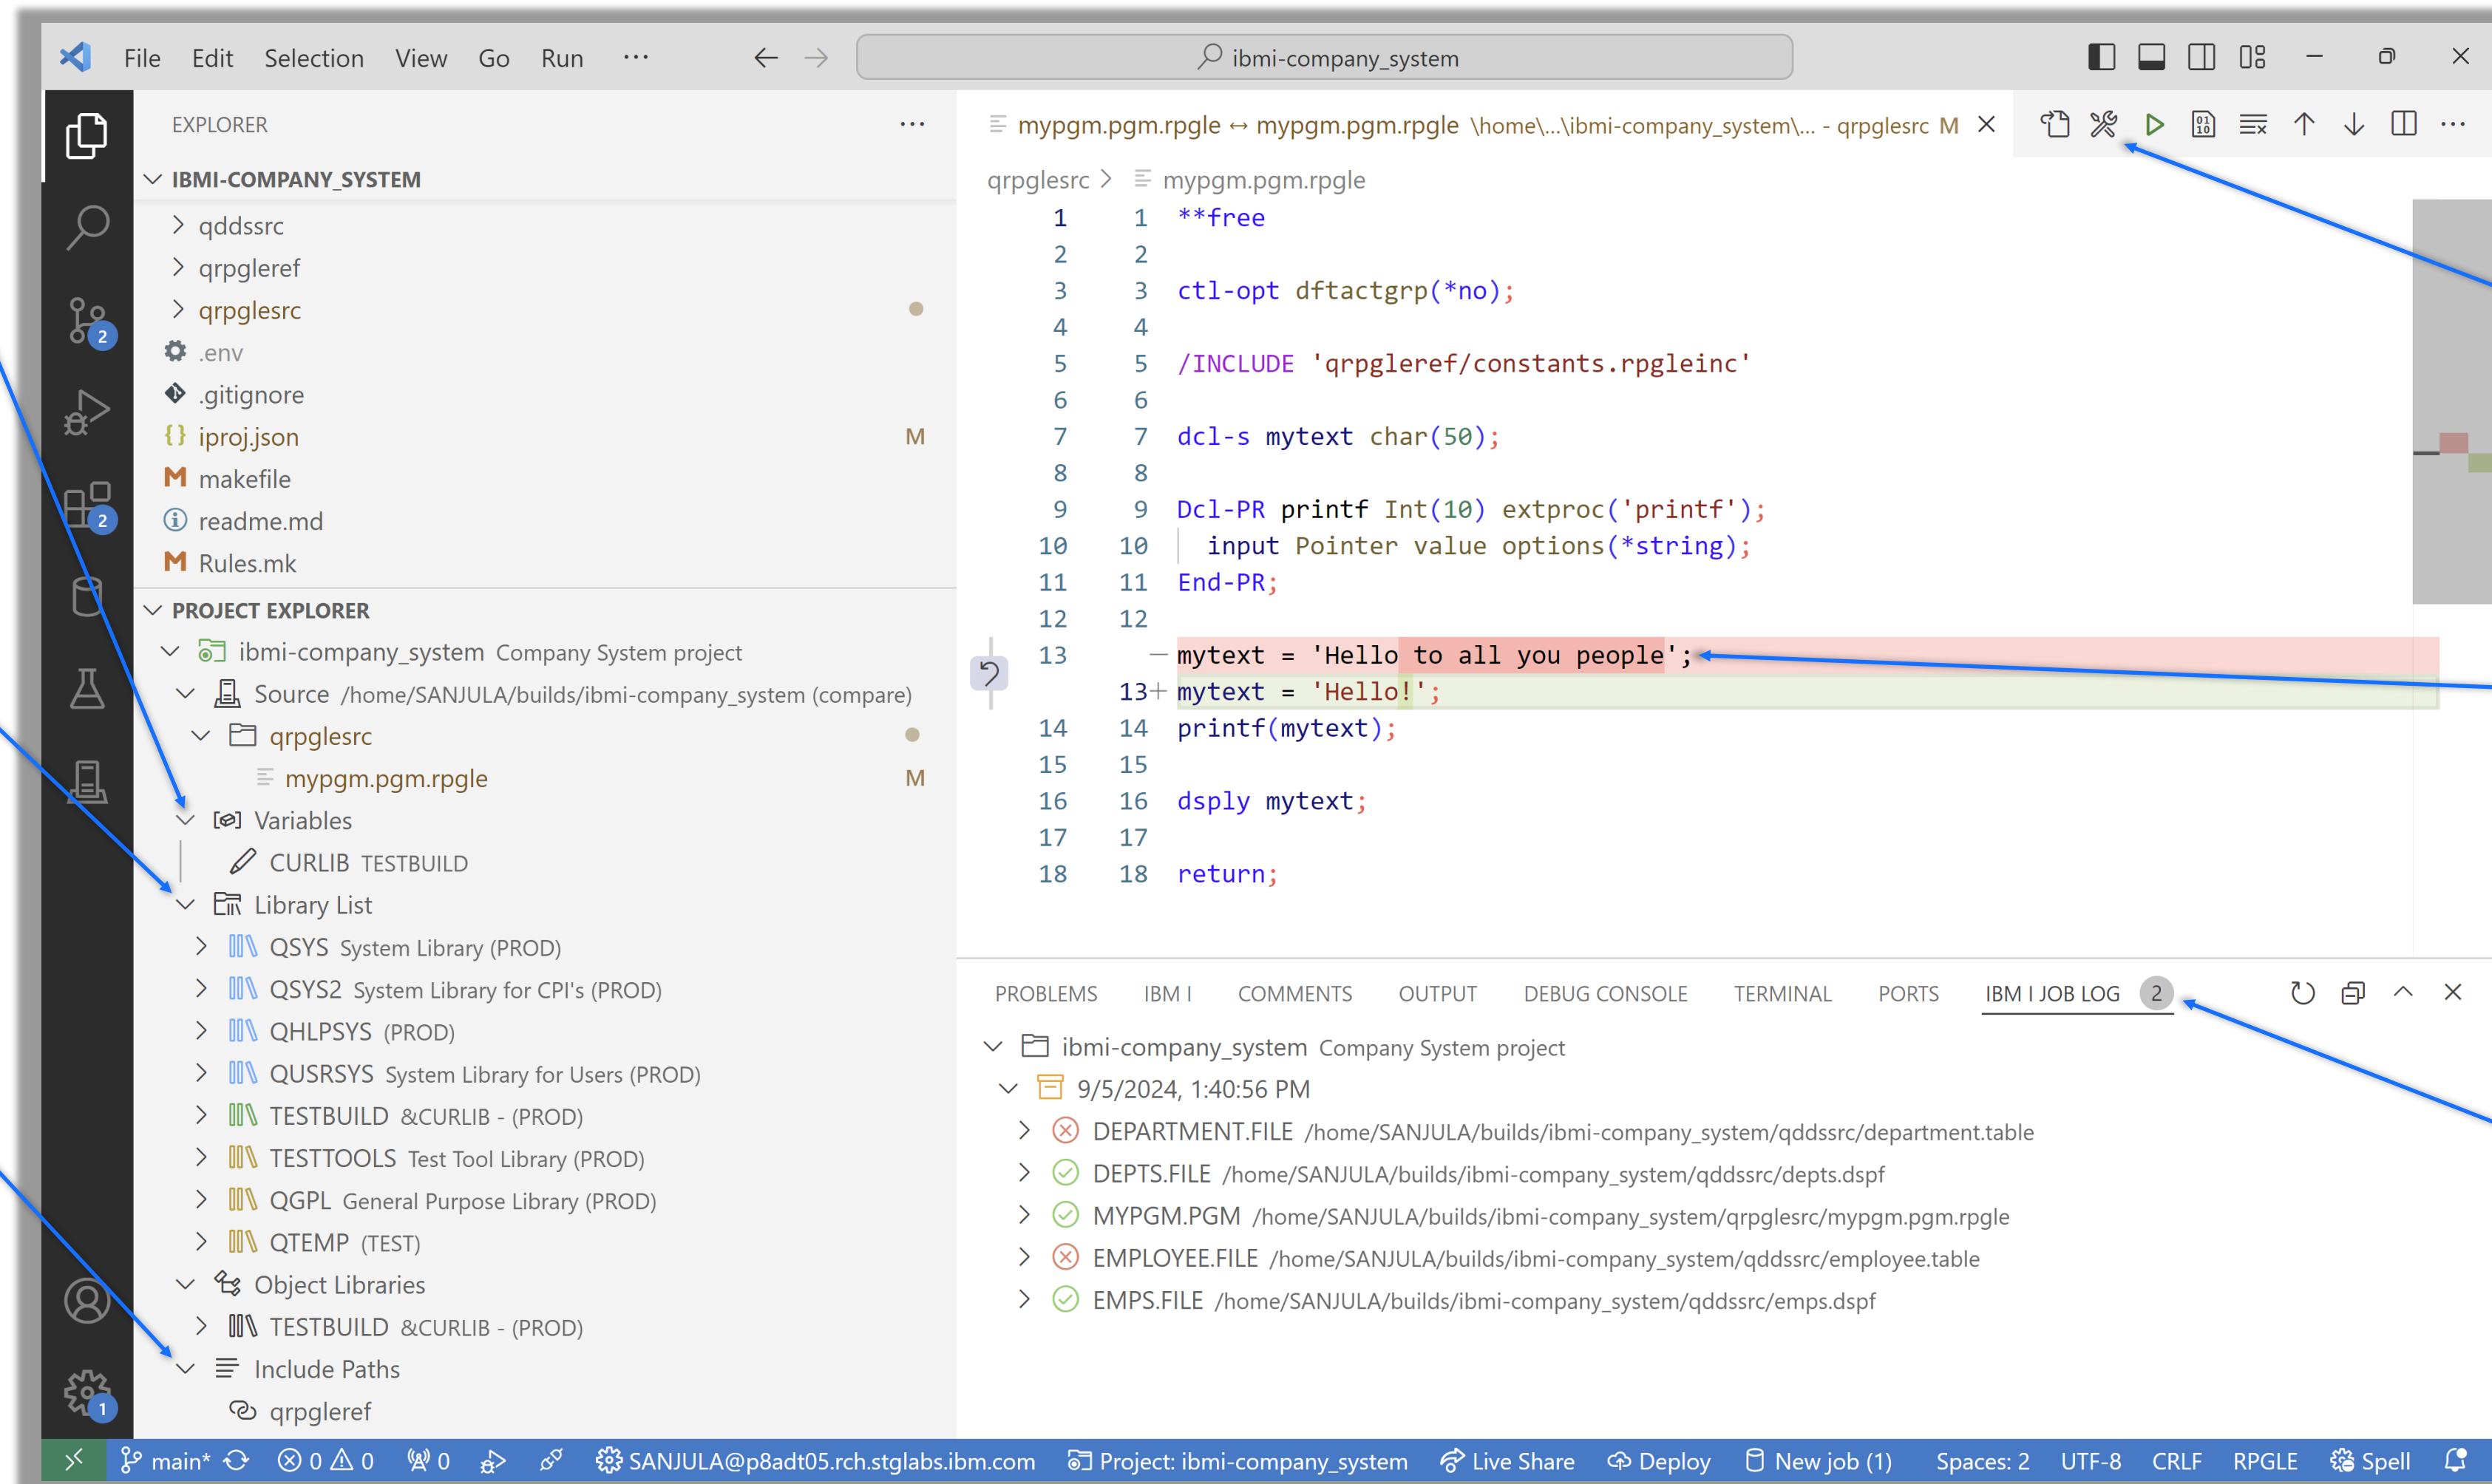 File Edit Selection View Go Run ··· ibmi-company_system
EXPLORER
IBMI-COMPANY_SYSTEM
qddssrc
qrpgleref
qrpglesrc
.env
.gitignore
iproj.json M
makefile
readme.md
Rules.mk
2
2
1
PROJECT EXPLORER
ibmi-company_system Company System project
Source /home/SANJULA/builds/ibmi-company_system (compare)
qrpglesrc
mypgm.pgm.rpgle M
Variables
CURLIB TESTBUILD
Library List
QSYS System Library (PROD)
QSYS2 System Library for CPI's (PROD)
QHLPSYS (PROD)
QUSRSYS System Library for Users (PROD)
TESTBUILD &CURLIB - (PROD)
TESTTOOLS Test Tool Library (PROD)
QGPL General Purpose Library (PROD)
QTEMP (TEST)
Object Libraries
TESTBUILD &CURLIB - (PROD)
Include Paths
qrpgleref
mypgm.pgm.rpgle ↔ mypgm.pgm.rpgle \home\...\ibmi-company_system\... - qrpglesrc M
qrpglesrc > mypgm.pgm.rpgle
1 1 **free
2 2
3 3 ctl-opt dftactgrp(*no);
4 4
5 5 /INCLUDE 'qrpgleref/constants.rpgleinc'
6 6
7 7 dcl-s mytext char(50);
8 8
9 9 Dcl-PR printf Int(10) extproc('printf');
10 10 input Pointer value options(*string);
11 11 End-PR;
12 12
13 — mytext = 'Hello to all you people';
13+ mytext = 'Hello!';
14 14 printf(mytext);
15 15
16 16 dsply mytext;
17 17
18 18 return;
PROBLEMS IBM I COMMENTS OUTPUT DEBUG CONSOLE TERMINAL PORTS IBM I JOB LOG 2
ibmi-company_system Company System project
9/5/2024, 1:40:56 PM
DEPARTMENT.FILE /home/SANJULA/builds/ibmi-company_system/qddssrc/department.table
DEPTS.FILE /home/SANJULA/builds/ibmi-company_system/qddssrc/depts.dspf
MYPGM.PGM /home/SANJULA/builds/ibmi-company_system/qrpglesrc/mypgm.pgm.rpgle
EMPLOYEE.FILE /home/SANJULA/builds/ibmi-company_system/qddssrc/employee.table
EMPS.FILE /home/SANJULA/builds/ibmi-company_system/qddssrc/emps.dspf
main* 0 0 0 SANJULA@p8adt05.rch.stglabs.ibm.com Project: ibmi-company_system Live Share Deploy New job (1) Spaces: 2 UTF-8 CRLF RPGLE Spell